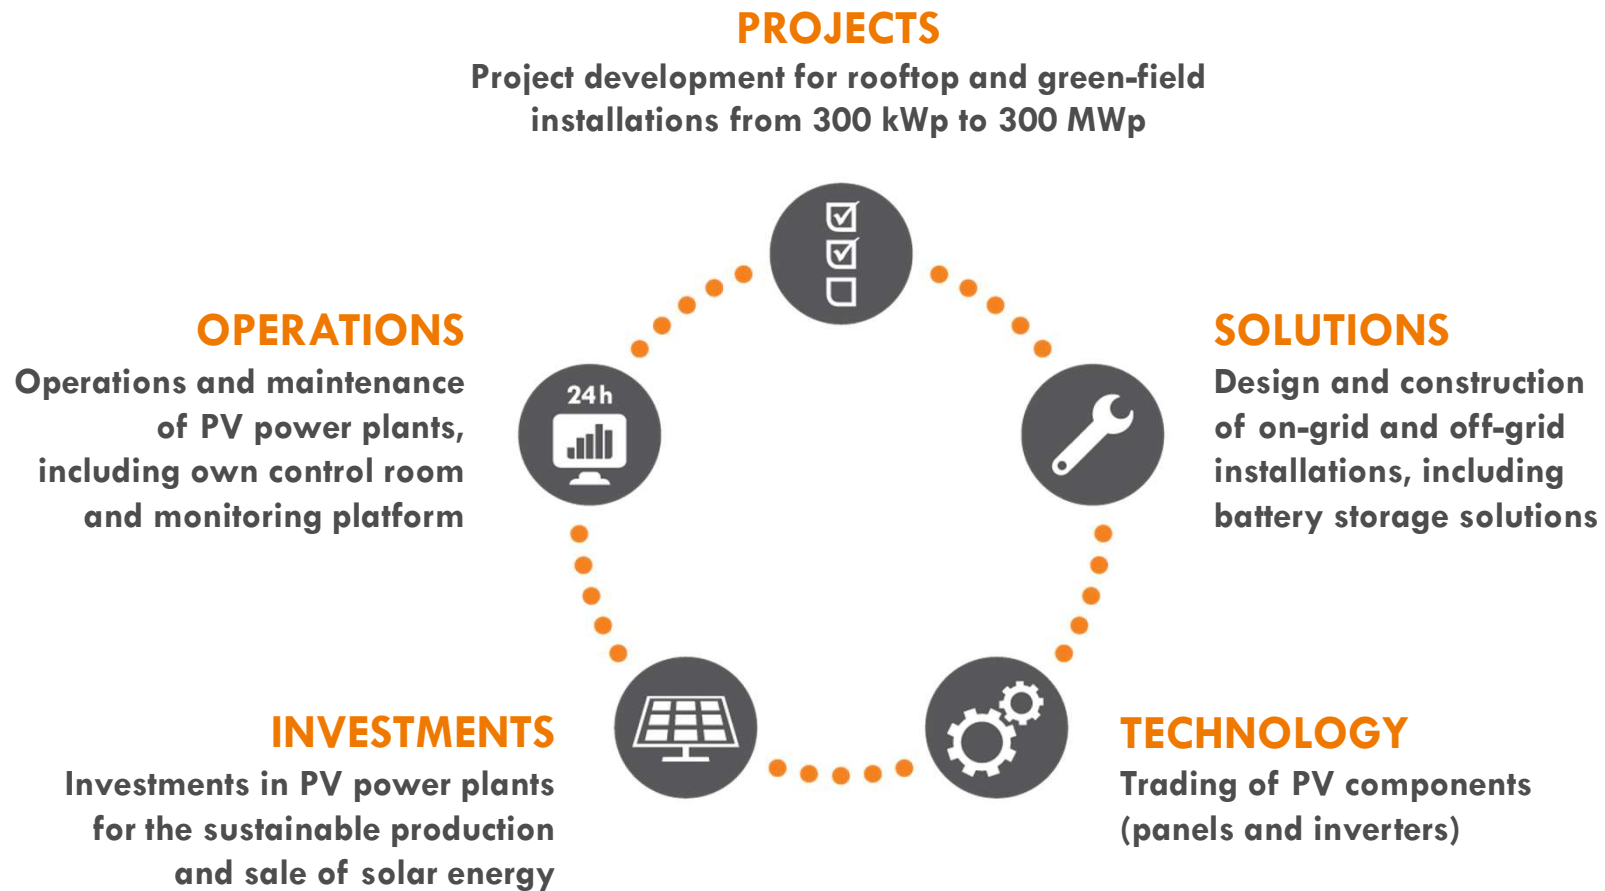 PROJECTS
Project development for rooftop and green-field
installations from 300 kWp to 300 MWp
OPERATIONS
Operations and maintenance
of PV power plants,
including own control room
and monitoring platform
24h
SOLUTIONS
Design and construction
of on-grid and off-grid
installations, including
battery storage solutions
INVESTMENTS
Investments in PV power plants
for the sustainable production
and sale of solar energy
TECHNOLOGY
Trading of PV components
(panels and inverters)